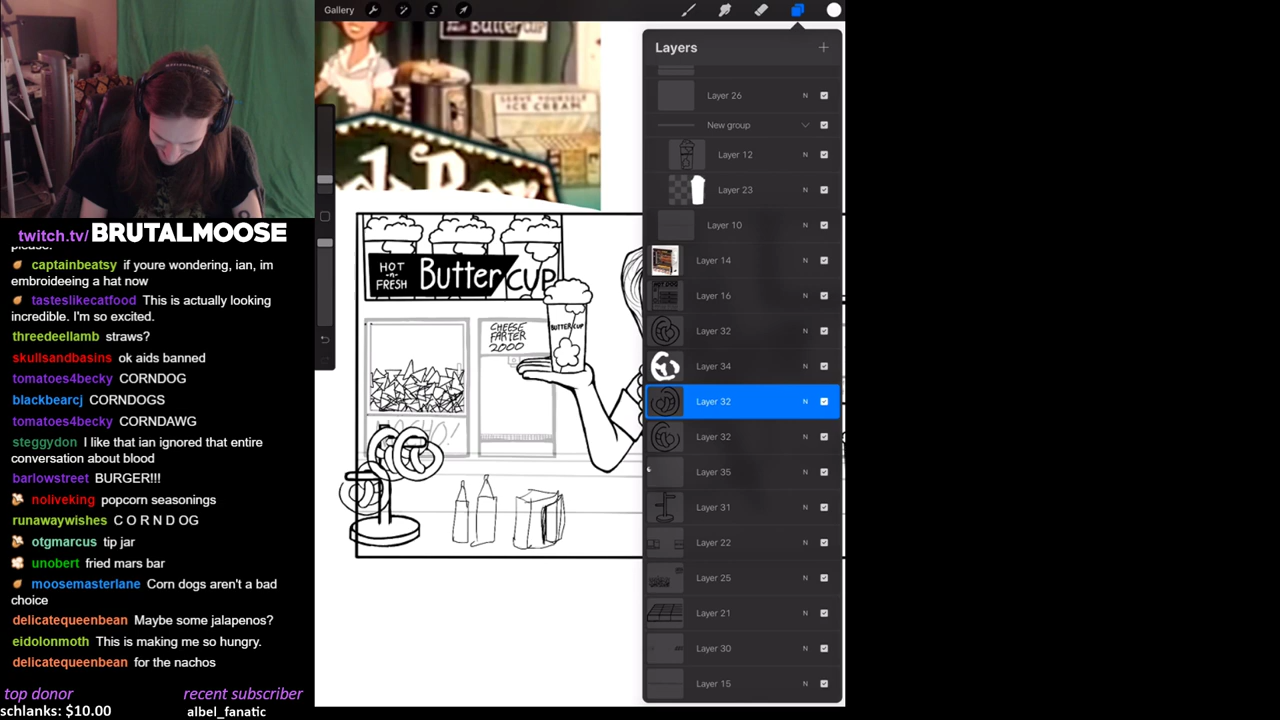 Gallery
Butter cup
SERVE YOURSELF
ICE CREAM
Layers
Layer 26
N
New group
Layer 12
N
Layer 23
N
Layer 10
N
Layer 14
N
Layer 16
N
Layer 32
N
Layer 34
N
Layer 32
N
Layer 32
N
Layer 35
N
Layer 31
N
Layer 22
N
Layer 25
N
Layer 21
N
Layer 30
N
Layer 15
N
HOT
-n-
FRESH
Butter CUP
CHEESE
FARTER
2000
BUTTERCUP
NACHO!
twitch.tv/BRUTALMOOSE
please.
captainbeatsy if youre wondering, ian, im
embroideeing a hat now
tasteslikecatfood This is actually looking
incredible. I'm so excited.
threedeellamb straws?
skullsandbasins ok aids banned
tomatoes4becky CORNDOG
blackbearcj CORNDOGS
tomatoes4becky CORNDAWG
steggydon I like that ian ignored that entire
conversation about blood
barlowstreet BURGER!!!
noliveking popcorn seasonings
runawaywishes C O R N D O G
otgmarcus tip jar
unobert fried mars bar
moosemasterlane Corn dogs aren't a bad
choice
delicatequeenbean Maybe some jalapenos?
eidolonmoth This is making me so hungry.
delicatequeenbean for the nachos
top donor
schlanks: $10.00
recent subscriber
albel_fanatic